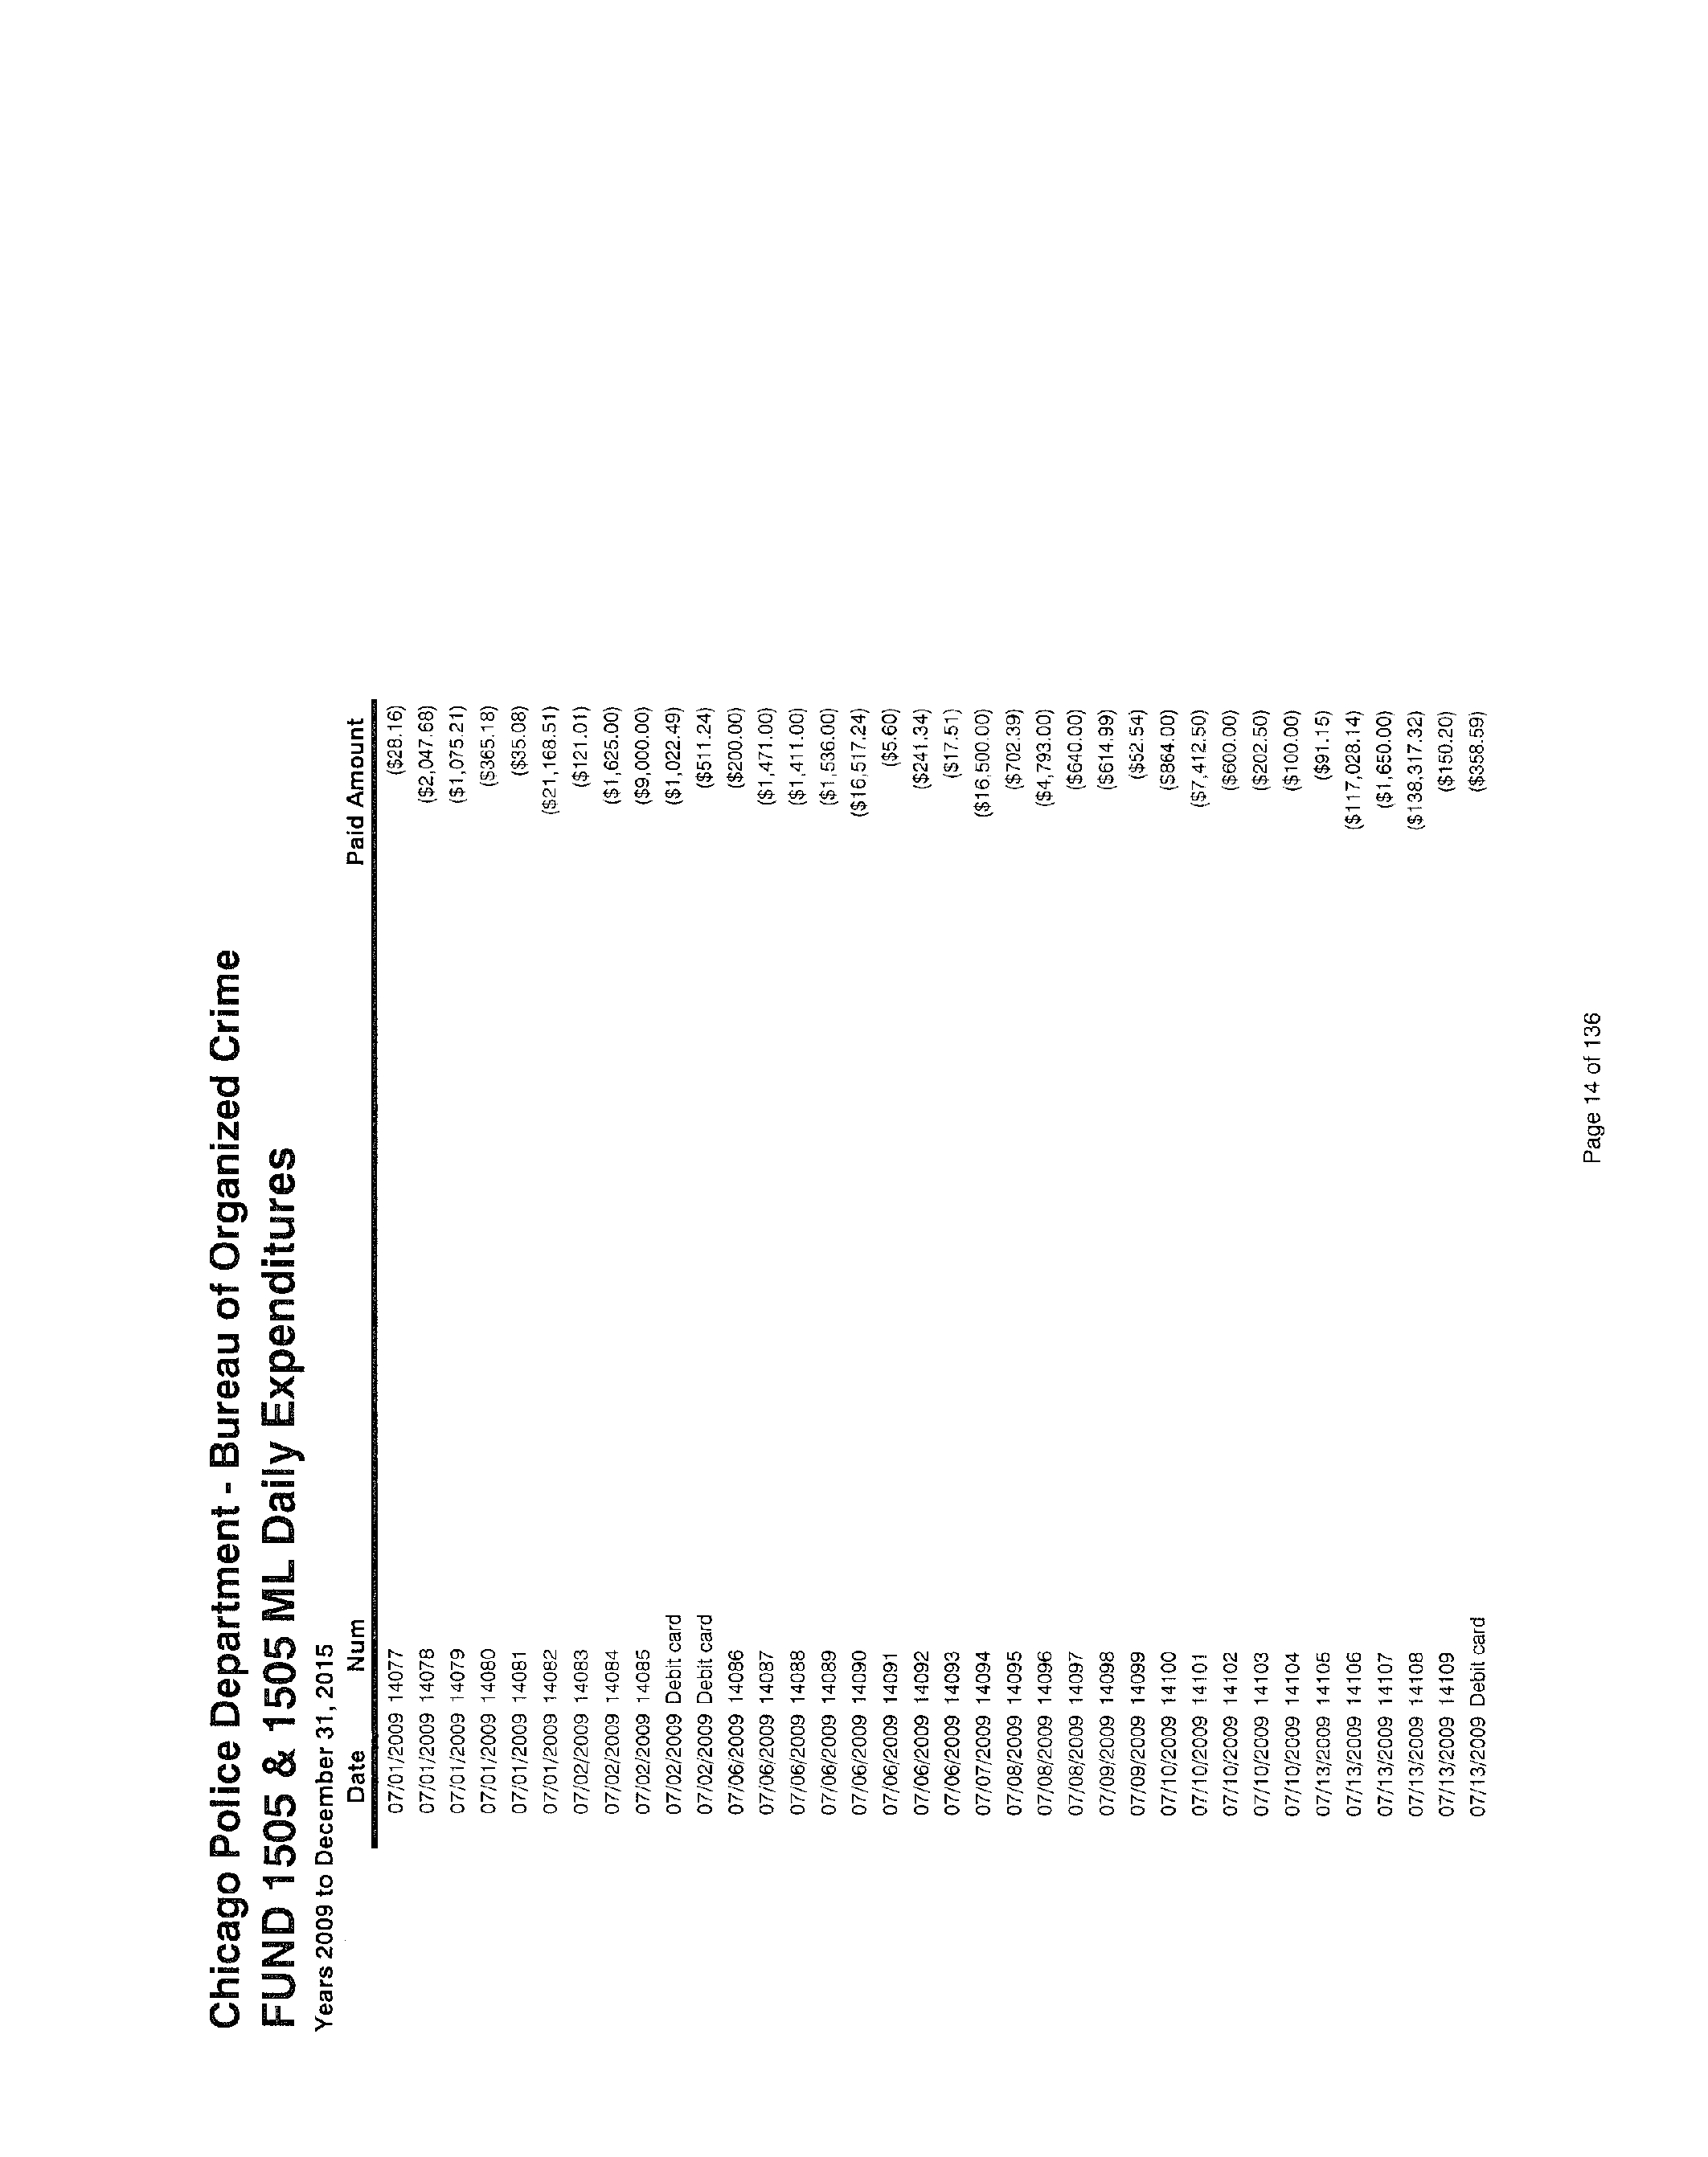 Chicago Police Department - Bureau of Organized Crime
FUND 1505 & 1505 ML Daily Expenditures
Years 2009 to December 31, 2015
Date Num Paid Amount
07/01/2009 14077 ($28.16)
07/01/2009 14078 ($2,047.68)
07/01/2009 14079 ($1,075.21)
07/01/2009 14080 ($365.18)
07/01/2009 14081 ($35.08)
07/01/2009 14082 ($21,168.51)
07/02/2009 14083 ($121.01)
07/02/2009 14084 ($1,625.00)
07/02/2009 14085 ($9,000.00)
07/02/2009 Debit card ($1,022.49)
07/02/2009 Debit card ($511.24)
07/06/2009 14086 ($200.00)
07/06/2009 14087 ($1,471.00)
07/06/2009 14088 ($1,411.00)
07/06/2009 14089 ($1,536.00)
07/06/2009 14090 ($16,517.24)
07/06/2009 14091 ($5.60)
07/06/2009 14092 ($241.34)
07/06/2009 14093 ($17.51)
07/07/2009 14094 ($16,500.00)
07/08/2009 14095 ($702.39)
07/08/2009 14096 ($4,793.00)
07/08/2009 14097 ($640.00)
07/09/2009 14098 ($614.99)
07/09/2009 14099 ($52.54)
07/10/2009 14100 ($864.00)
07/10/2009 14101 ($7,412.50)
07/10/2009 14102 ($600.00)
07/10/2009 14103 ($202.50)
07/10/2009 14104 ($100.00)
07/13/2009 14105 ($91.15)
07/13/2009 14106 ($117,028.14)
07/13/2009 14107 ($1,650.00)
07/13/2009 14108 ($138,317.32)
07/13/2009 14109 ($150.20)
07/13/2009 Debit card ($358.59)
Page 14 of 136